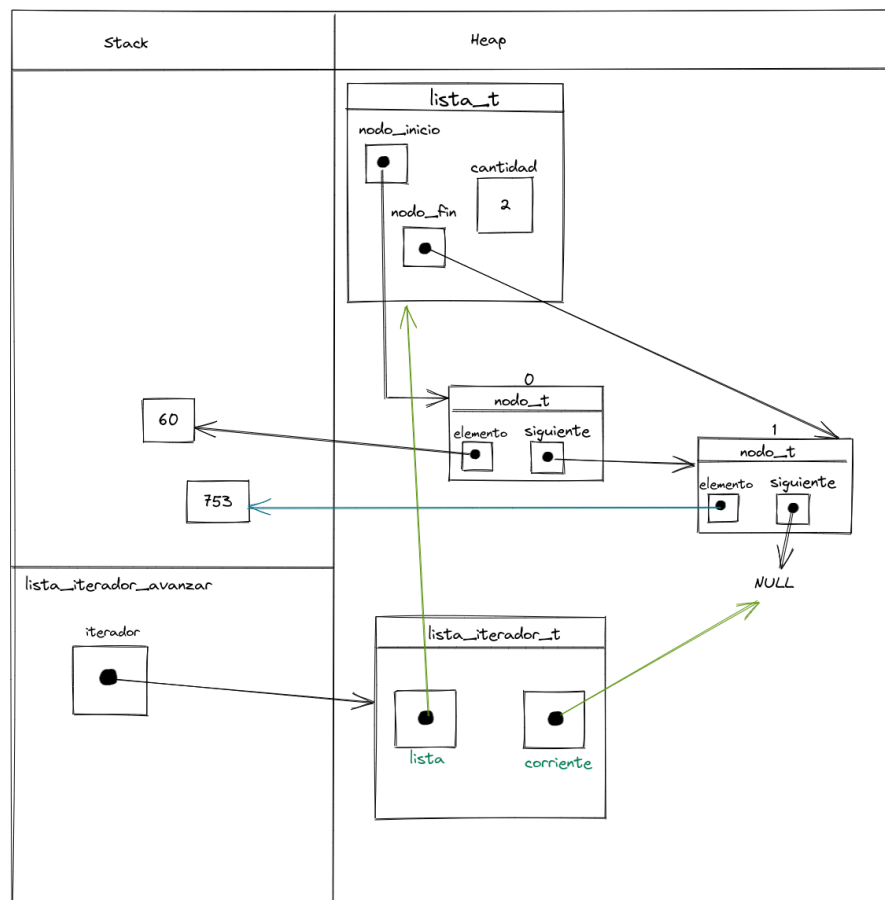 Stack
Heap
lista_t
nodo_inicio
cantidad
2
nodo_fin
0
nodo_t
elemento siguiente
60
1
nodo_t
elemento siguiente
753
NULL
lista_iterador_avanzar
iterador
lista_iterador_t
lista
corriente